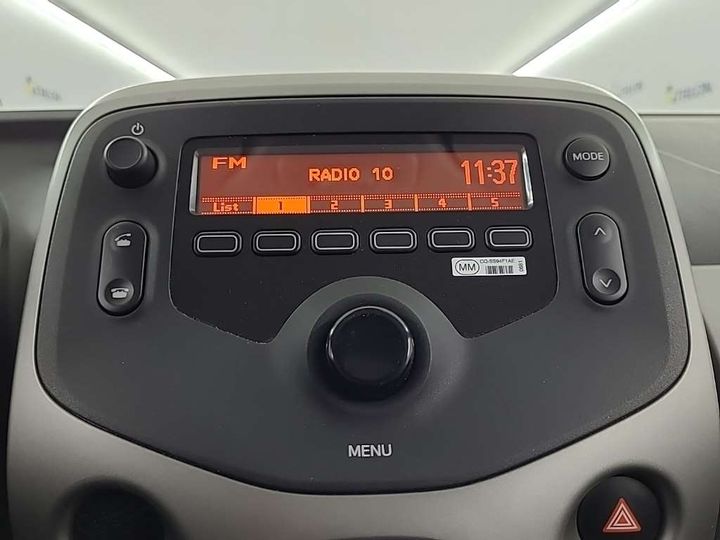 FM
RADIO 10
11:37
List 1 2 3 4 5
MODE
MM
MENU